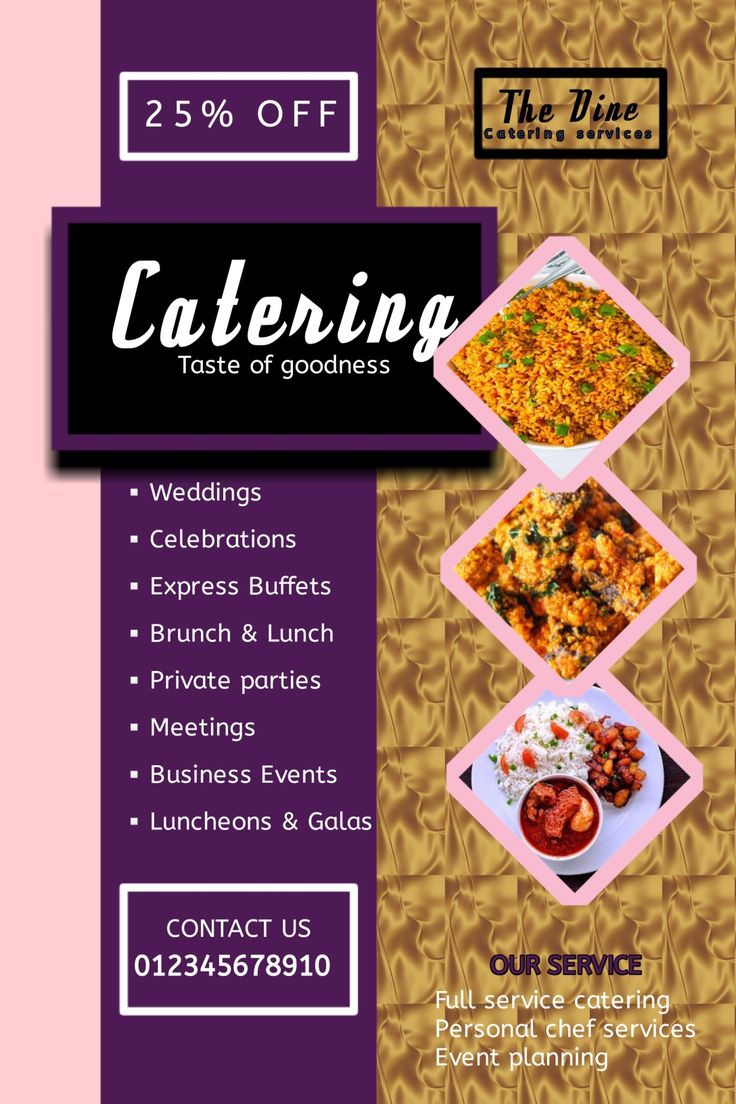 25% OFF
The Dine
Catering services
Catering
Taste of goodness
▪ Weddings
▪ Celebrations
▪ Express Buffets
▪ Brunch & Lunch
▪ Private parties
▪ Meetings
▪ Business Events
▪ Luncheons & Galas
CONTACT US
012345678910
OUR SERVICE
Full service catering
Personal chef services
Event planning